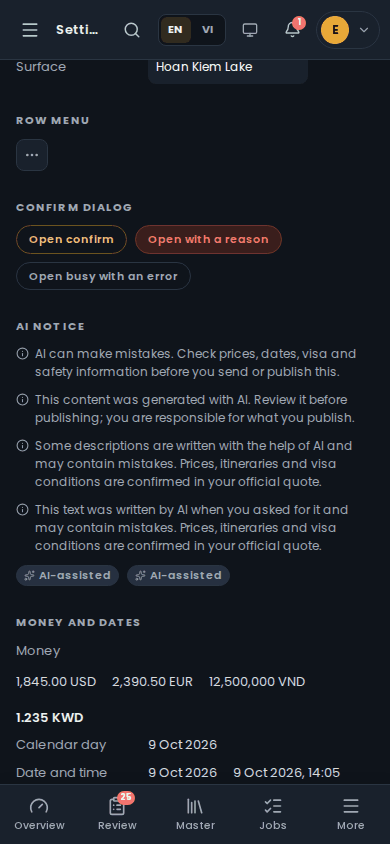 Setti...
EN
VI
1
E
Surface
Hoan Kiem Lake
ROW MENU
CONFIRM DIALOG
Open confirm
Open with a reason
Open busy with an error
AI NOTICE
AI can make mistakes. Check prices, dates, visa and
safety information before you send or publish this.
This content was generated with AI. Review it before
publishing; you are responsible for what you publish.
Some descriptions are written with the help of AI and
may contain mistakes. Prices, itineraries and visa
conditions are confirmed in your official quote.
This text was written by AI when you asked for it and
may contain mistakes. Prices, itineraries and visa
conditions are confirmed in your official quote.
AI-assisted
AI-assisted
MONEY AND DATES
Money
1,845.00 USD 2,390.50 EUR 12,500,000 VND
1.235 KWD
Calendar day 9 Oct 2026
Date and time 9 Oct 2026 9 Oct 2026, 14:05
26
Overview
Review
Master
Jobs
More